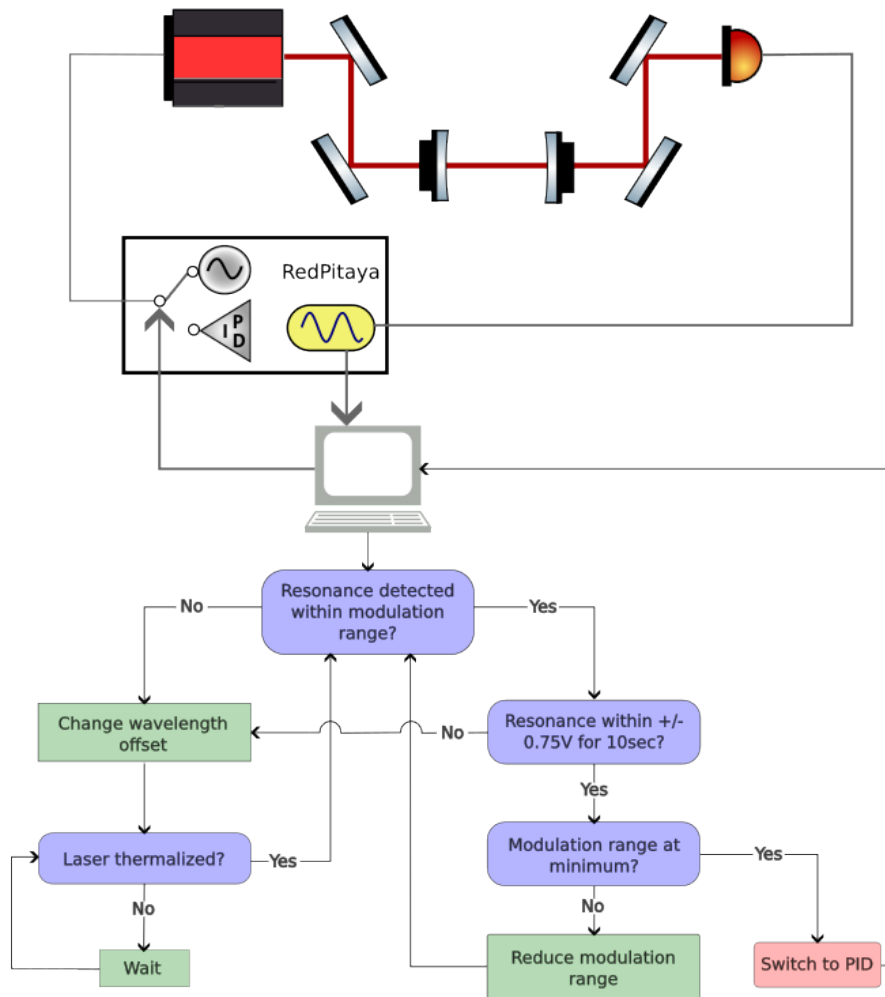 RedPitaya
P
I
D
Resonance detected
within modulation
range?
No
Yes
Change wavelength
offset
Resonance within +/-
0.75V for 10sec?
No
Yes
Laser thermalized?
Yes
Modulation range at
minimum?
Yes
No
No
Wait
Reduce modulation
range
Switch to PID